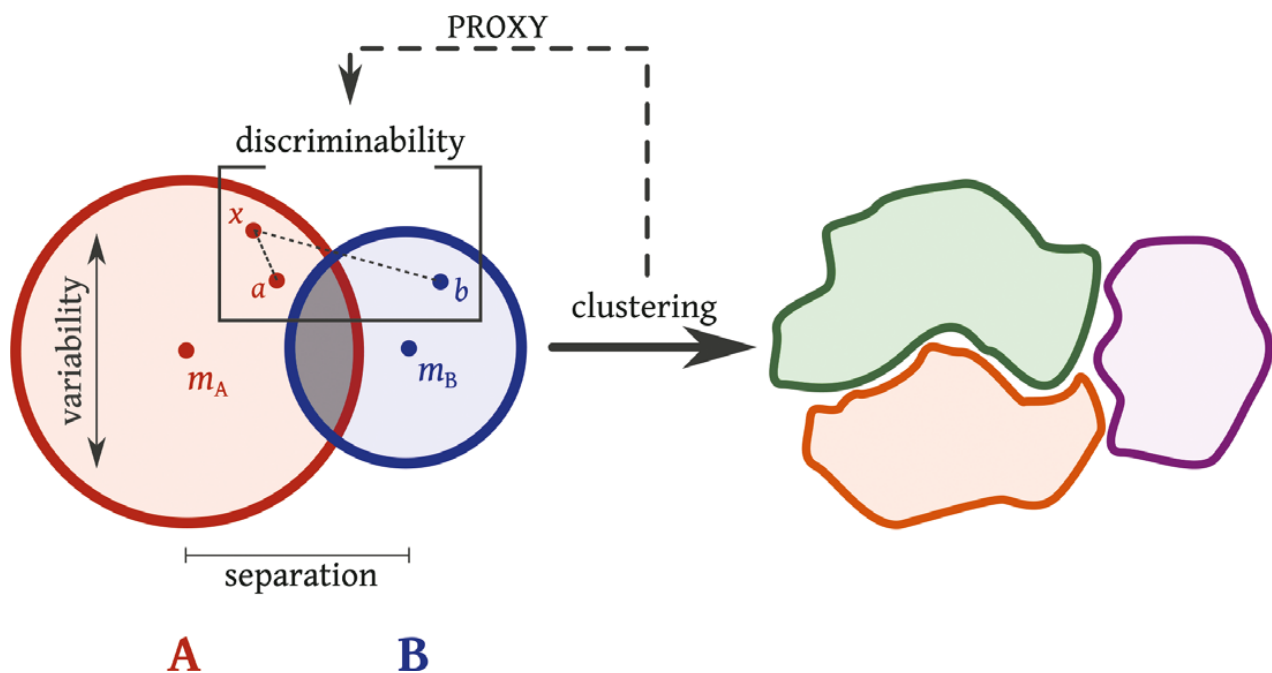 PROXY
discriminability
x
a
b
variability
clustering
m_A
m_B
separation
A
B